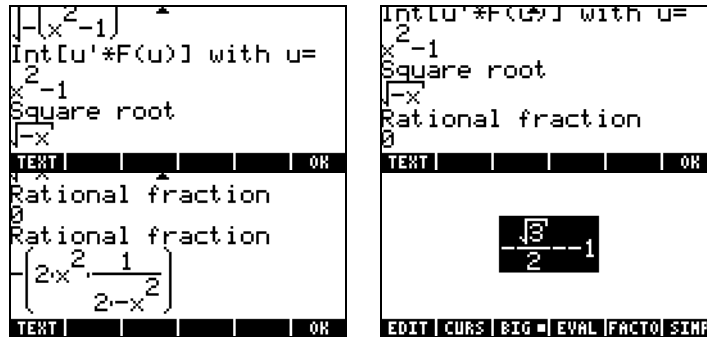 √-(x²-1)
Int[u'*F(u)] with u=
x²-1
Square root
√-x
TEXT OK
Int[u'*F(u)] with u=
x²-1
Square root
√-x
Rational fraction
0
TEXT OK
Rational fraction
0
Rational fraction
-(2·x²·1/(2·-x²))
TEXT OK
-√3/2--1
EDIT CURS BIG ■ EVAL FACTO SIMP